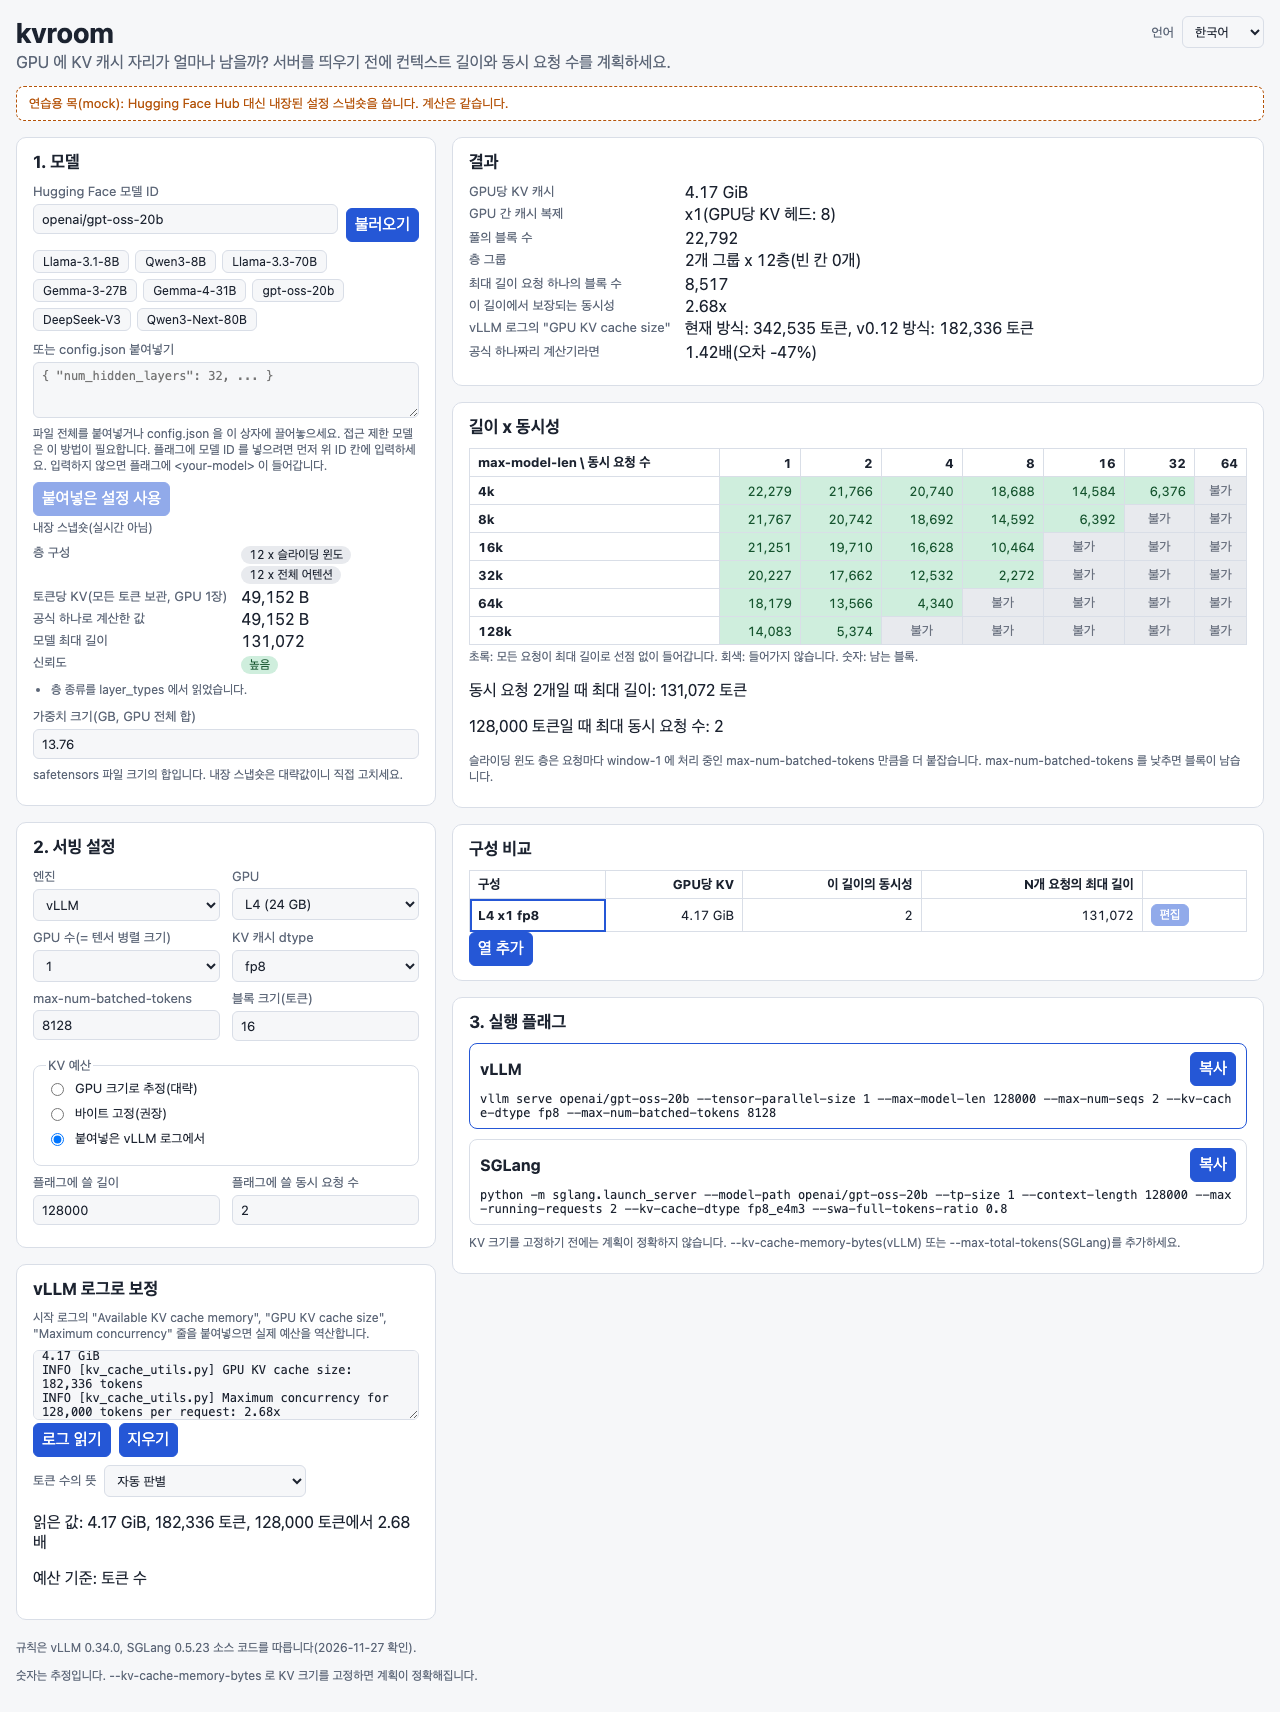 kvroom
언어
한국어
GPU 에 KV 캐시 자리가 얼마나 남을까? 서버를 띄우기 전에 컨텍스트 길이와 동시 요청 수를 계획하세요.
연습용 목(mock): Hugging Face Hub 대신 내장된 설정 스냅숏을 씁니다. 계산은 같습니다.
1. 모델
Hugging Face 모델 ID
openai/gpt-oss-20b
불러오기
Llama-3.1-8B
Qwen3-8B
Llama-3.3-70B
Gemma-3-27B
Gemma-4-31B
gpt-oss-20b
DeepSeek-V3
Qwen3-Next-80B
또는 config.json 붙여넣기
{ "num_hidden_layers": 32, ... }
파일 전체를 붙여넣거나 config.json 을 이 상자에 끌어놓으세요. 접근 제한 모델
은 이 방법이 필요합니다. 플래그에 모델 ID 를 넣으려면 먼저 위 ID 칸에 입력하세
요. 입력하지 않으면 플래그에 <your-model> 이 들어갑니다.
붙여넣은 설정 사용
내장 스냅숏(실시간 아님)
층 구성
12 x 슬라이딩 윈도
12 x 전체 어텐션
토큰당 KV(모든 토큰 보관, GPU 1장)
49,152 B
공식 하나로 계산한 값
49,152 B
모델 최대 길이
131,072
신뢰도
높음
• 층 종류를 layer_types 에서 읽었습니다.
가중치 크기(GB, GPU 전체 합)
13.76
safetensors 파일 크기의 합입니다. 내장 스냅숏은 대략값이니 직접 고치세요.
2. 서빙 설정
엔진
GPU
vLLM
L4 (24 GB)
GPU 수(= 텐서 병렬 크기)
KV 캐시 dtype
1
fp8
max-num-batched-tokens
블록 크기(토큰)
8128
16
KV 예산
GPU 크기로 추정(대략)
바이트 고정(권장)
붙여넣은 vLLM 로그에서
플래그에 쓸 길이
플래그에 쓸 동시 요청 수
128000
2
vLLM 로그로 보정
시작 로그의 "Available KV cache memory", "GPU KV cache size",
"Maximum concurrency" 줄을 붙여넣으면 실제 예산을 역산합니다.
4.17 GiB
INFO [kv_cache_utils.py] GPU KV cache size:
182,336 tokens
INFO [kv_cache_utils.py] Maximum concurrency for
128,000 tokens per request: 2.68x
로그 읽기
지우기
토큰 수의 뜻
자동 판별
읽은 값: 4.17 GiB, 182,336 토큰, 128,000 토큰에서 2.68
배
예산 기준: 토큰 수
결과
GPU당 KV 캐시
4.17 GiB
GPU 간 캐시 복제
x1(GPU당 KV 헤드: 8)
풀의 블록 수
22,792
층 그룹
2개 그룹 x 12층(빈 칸 0개)
최대 길이 요청 하나의 블록 수
8,517
이 길이에서 보장되는 동시성
2.68x
vLLM 로그의 "GPU KV cache size"
현재 방식: 342,535 토큰, v0.12 방식: 182,336 토큰
공식 하나짜리 계산기라면
1.42배(오차 -47%)
길이 x 동시성
max-model-len \ 동시 요청 수 1 2 4 8 16 32 64
4k 22,279 21,766 20,740 18,688 14,584 6,376 불가
8k 21,767 20,742 18,692 14,592 6,392 불가 불가
16k 21,251 19,710 16,628 10,464 불가 불가 불가
32k 20,227 17,662 12,532 2,272 불가 불가 불가
64k 18,179 13,566 4,340 불가 불가 불가 불가
128k 14,083 5,374 불가 불가 불가 불가 불가
초록: 모든 요청이 최대 길이로 선점 없이 들어갑니다. 회색: 들어가지 않습니다. 숫자: 남는 블록.
동시 요청 2개일 때 최대 길이: 131,072 토큰
128,000 토큰일 때 최대 동시 요청 수: 2
슬라이딩 윈도 층은 요청마다 window-1 에 처리 중인 max-num-batched-tokens 만큼을 더 붙잡습니다. max-num-batched-tokens 를 낮추면 블록이 남습
니다.
구성 비교
구성 GPU당 KV 이 길이의 동시성 N개 요청의 최대 길이
L4 x1 fp8 4.17 GiB 2 131,072 편집
열 추가
3. 실행 플래그
vLLM
복사
vllm serve openai/gpt-oss-20b --tensor-parallel-size 1 --max-model-len 128000 --max-num-seqs 2 --kv-cach
e-dtype fp8 --max-num-batched-tokens 8128
SGLang
복사
python -m sglang.launch_server --model-path openai/gpt-oss-20b --tp-size 1 --context-length 128000 --max
-running-requests 2 --kv-cache-dtype fp8_e4m3 --swa-full-tokens-ratio 0.8
KV 크기를 고정하기 전에는 계획이 정확하지 않습니다. --kv-cache-memory-bytes(vLLM) 또는 --max-total-tokens(SGLang)를 추가하세요.
규칙은 vLLM 0.34.0, SGLang 0.5.23 소스 코드를 따릅니다(2026-11-27 확인).
숫자는 추정입니다. --kv-cache-memory-bytes 로 KV 크기를 고정하면 계획이 정확해집니다.